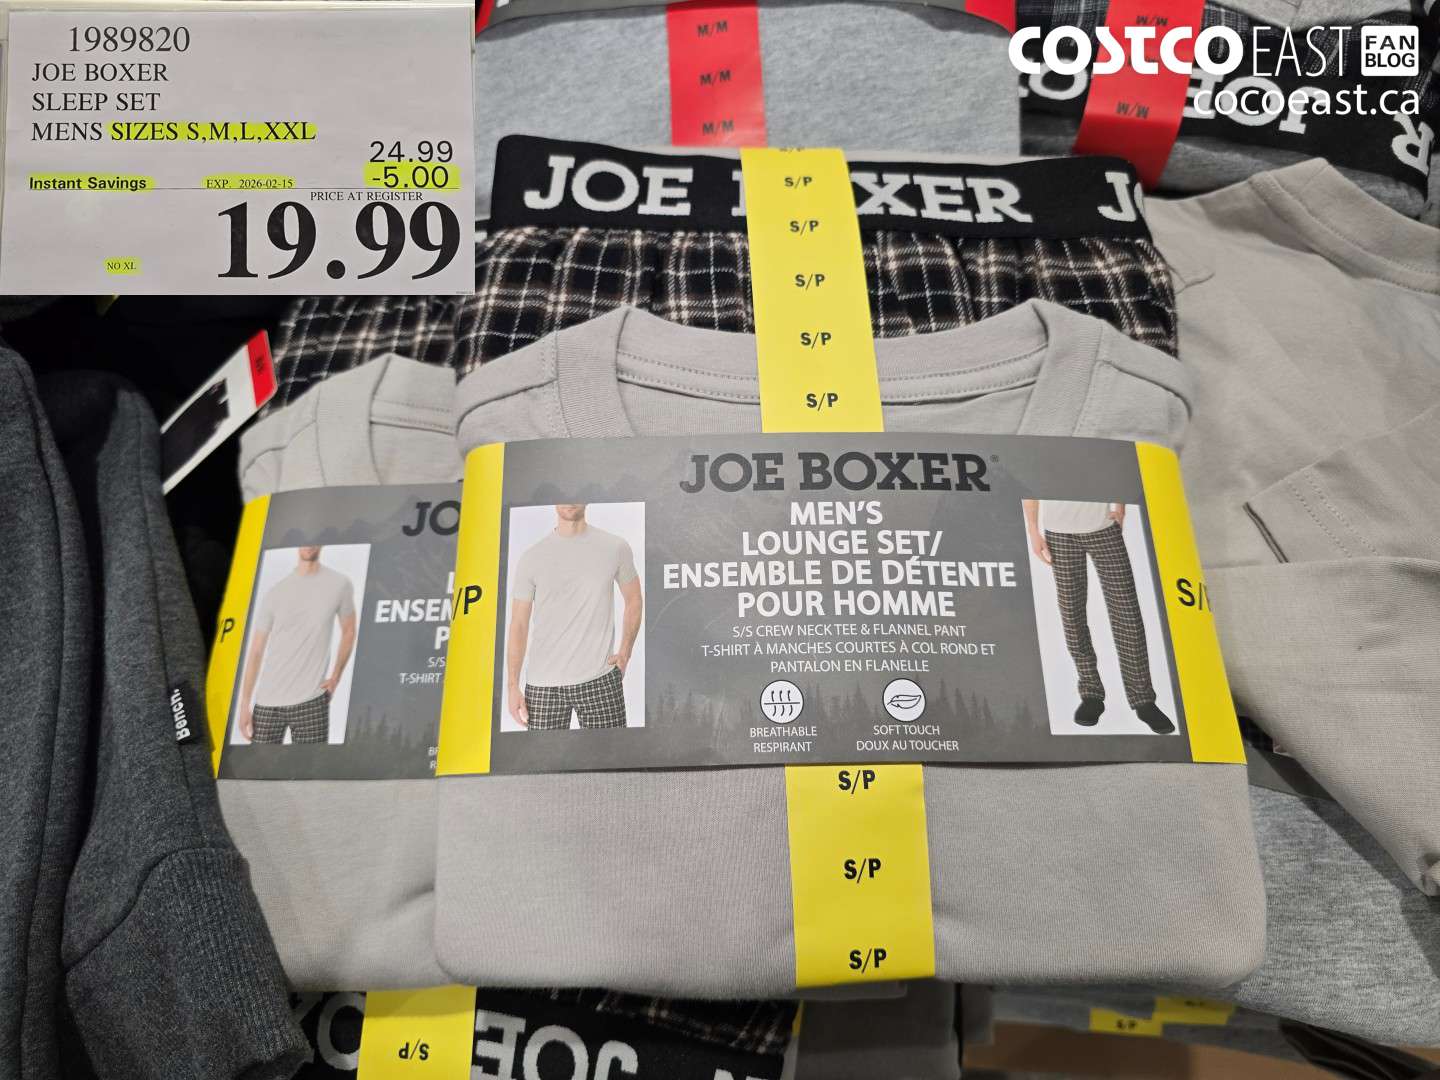 1989820
JOE BOXER
SLEEP SET
MENS SIZES S,M,L,XXL
24.99
Instant Savings EXP. 2026-02-15 -5.00
PRICE AT REGISTER
19.99
NO XL
M/M
M/M
M/M
M/M
M/M
COSTCO EAST FAN BLOG
cocoeast.ca
JOE BOXER
S/P
S/P
S/P
S/P
S/P
JOE BOXER®
MEN'S
LOUNGE SET/
ENSEMBLE DE DÉTENTE
POUR HOMME
S/S CREW NECK TEE & FLANNEL PANT
T-SHIRT À MANCHES COURTES À COL ROND ET
PANTALON EN FLANELLE
BREATHABLE
RESPIRANT
SOFT TOUCH
DOUX AU TOUCHER
S/P
S/P
S/P
S/P
T-SHIRT
Bench.
S/P
JOE